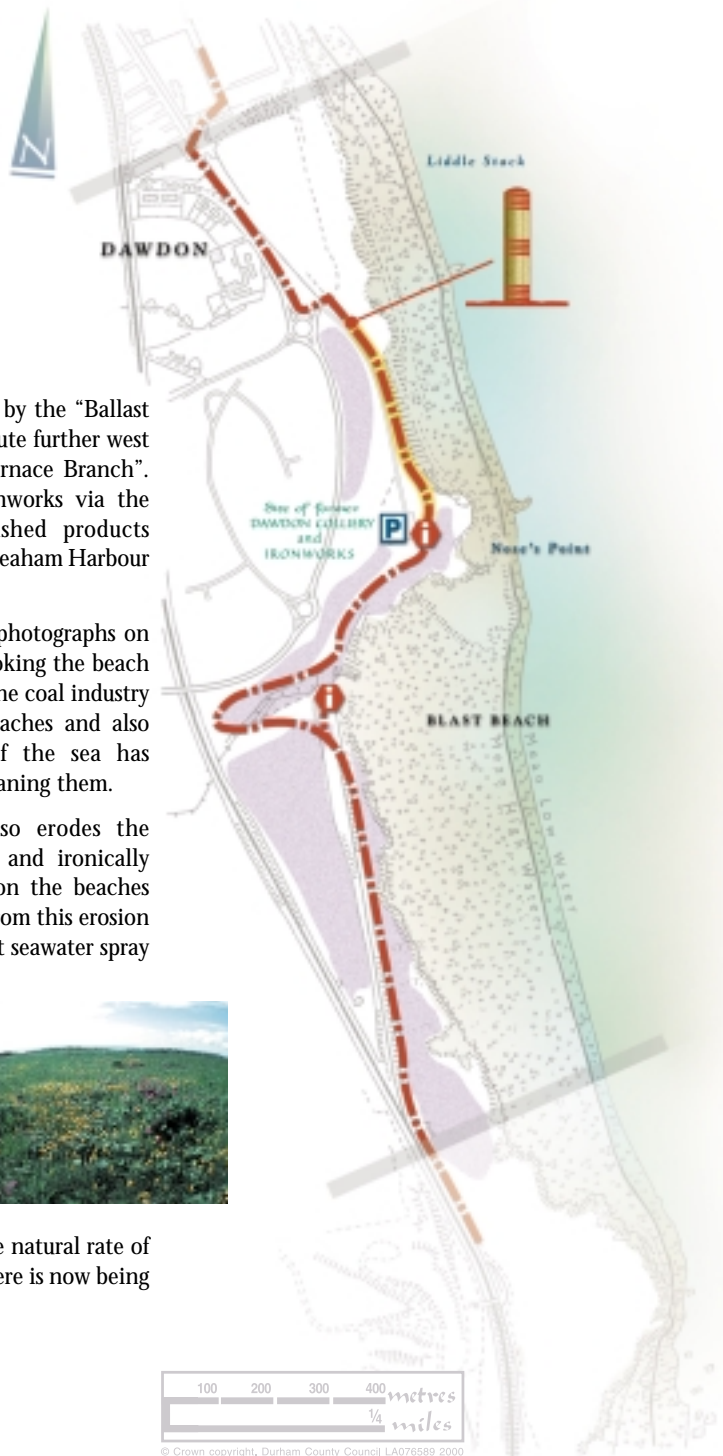 Liddle Stack
N
DAWDON
by the “Ballast
ute further west
rnace Branch”.
nworks via the
shed products
eaham Harbour
Site of former
DAWDON COLLIERY
and
IRONWORKS
P
i
Nose's Point
photographs on
oking the beach
he coal industry
aches and also
f the sea has
aning them.
i
BLAST BEACH
Mean High Water
Mean Low Water
so erodes the
and ironically
on the beaches
om this erosion
t seawater spray
e natural rate of
ere is now being
100 200 300 400 metres
¼ miles
© Crown copyright, Durham County Council LA076589 2000